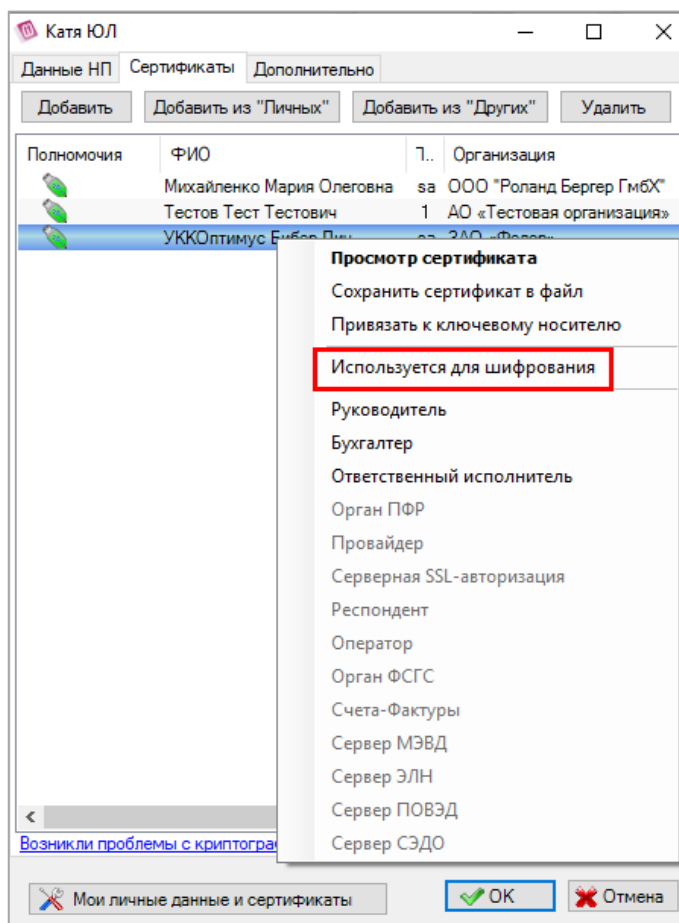 Катя ЮЛ
Данные НП Сертификаты Дополнительно
Добавить Добавить из "Личных" Добавить из "Других" Удалить
Полномочия ФИО Организация
Михайленко Мария Олеговна sa ООО "Роланд Бергер ГмбХ"
Тестов Тест Тестович 1 АО «Тестовая организация»
УККОптимус
Просмотр сертификата
Сохранить сертификат в файл
Привязать к ключевому носителю
Используется для шифрования
Руководитель
Бухгалтер
Ответственный исполнитель
Орган ПФР
Провайдер
Серверная SSL-авторизация
Респондент
Оператор
Орган ФСГС
Счета-Фактуры
Сервер МЭВД
Сервер ЭЛН
Сервер ПОВЭД
Сервер СЭДО
Возникли проблемы с
Мои личные данные и сертификаты OK Отмена